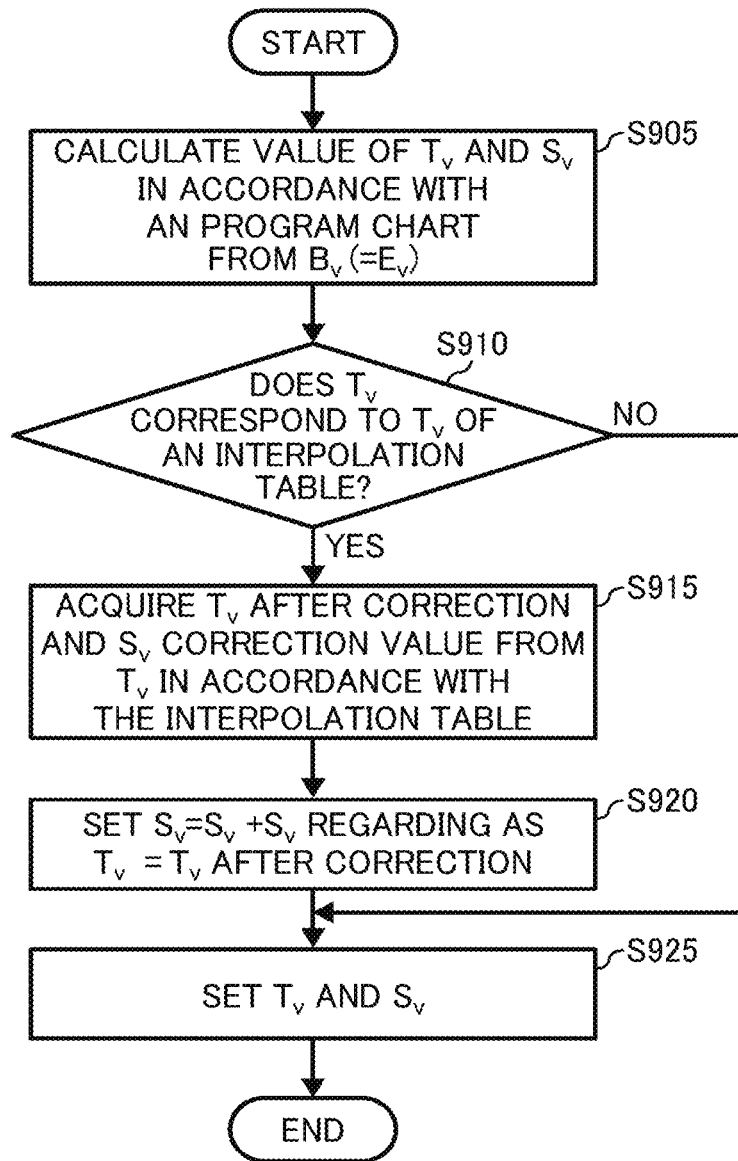 START
S905
CALCULATE VALUE OF Tv AND Sv
IN ACCORDANCE WITH
AN PROGRAM CHART
FROM Bv (=Ev)
S910
DOES Tv
CORRESPOND TO Tv OF
AN INTERPOLATION
TABLE?
NO
YES
S915
ACQUIRE Tv AFTER CORRECTION
AND Sv CORRECTION VALUE FROM
Tv IN ACCORDANCE WITH
THE INTERPOLATION TABLE
S920
SET Sv=Sv +Sv REGARDING AS
Tv = Tv AFTER CORRECTION
S925
SET Tv AND Sv
END